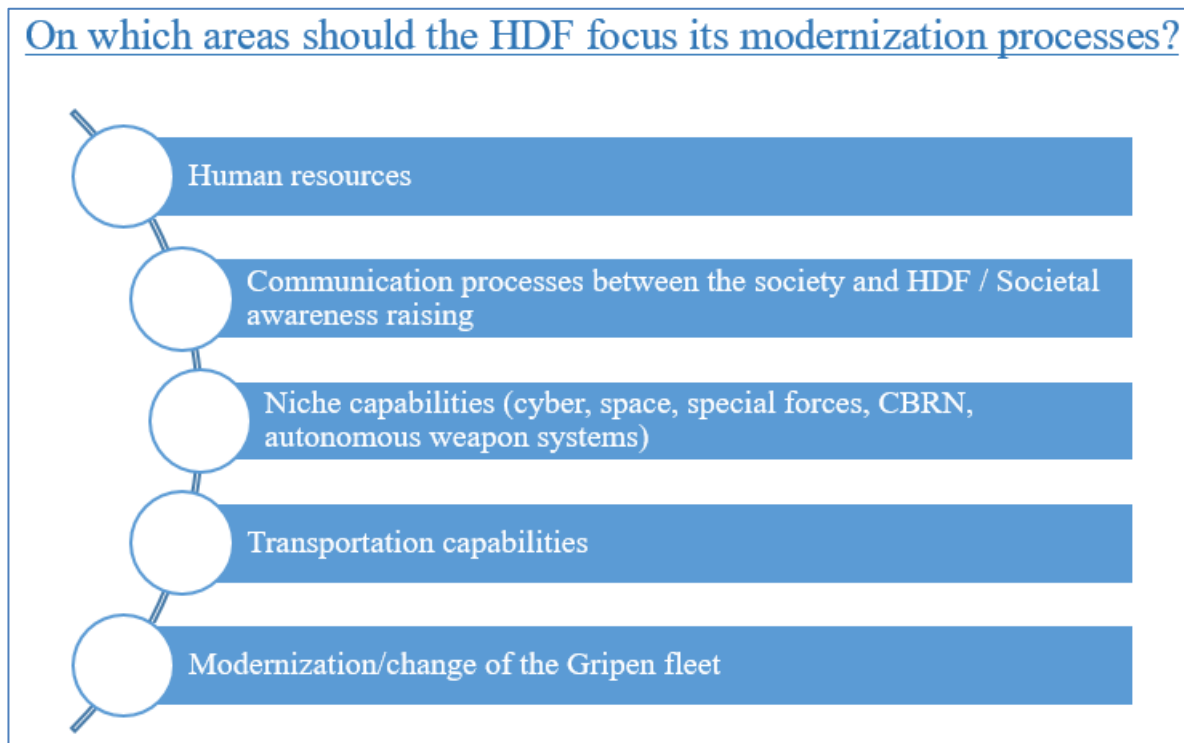 On which areas should the HDF focus its modernization processes?
Human resources
Communication processes between the society and HDF / Societal
awareness raising
Niche capabilities (cyber, space, special forces, CBRN,
autonomous weapon systems)
Transportation capabilities
Modernization/change of the Gripen fleet